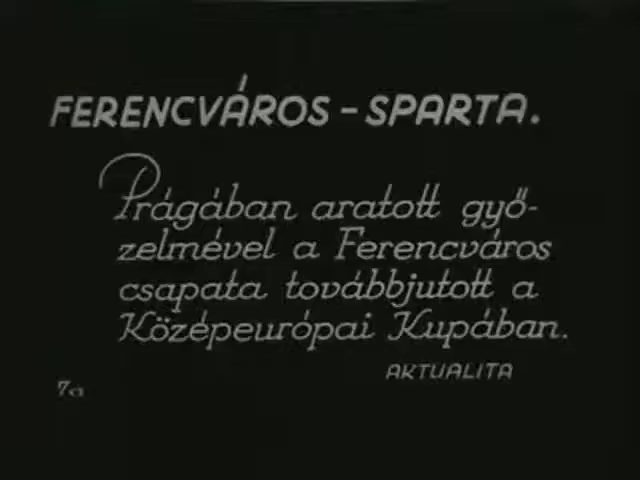 FERENCVÁROS - SPARTA.
Prágában aratott győ-
zelmével a Ferencváros
csapata továbbjutott a
Középeurópai Kupában.
AKTUALITA